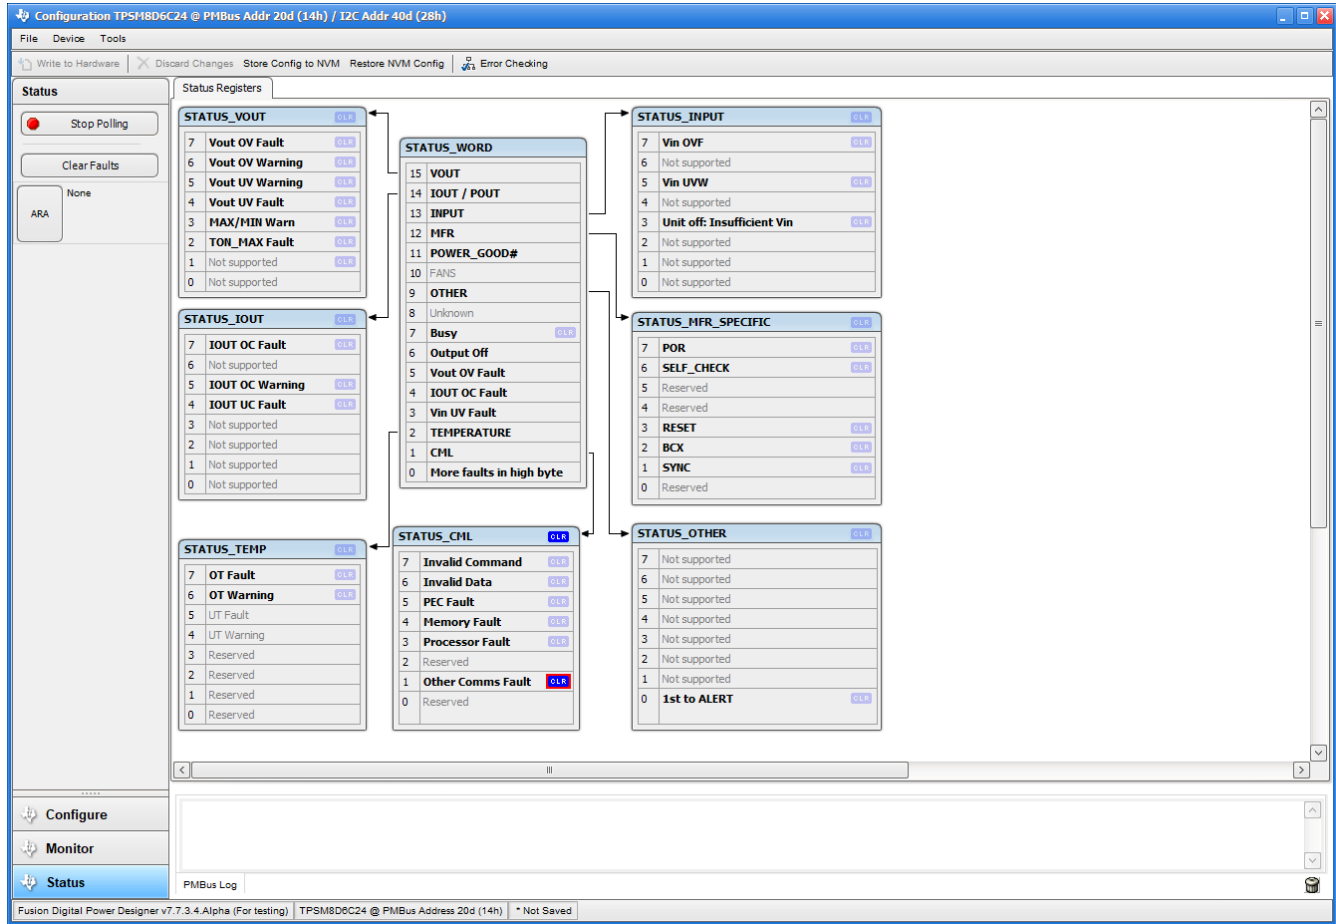 Configuration TPSM8D6C24 @ PMBus Addr 20d (14h) / I2C Addr 40d (28h)
File Device Tools
Write to Hardware Discard Changes Store Config to NVM Restore NVM Config Error Checking
Status
Stop Polling
Clear Faults
ARA
None
Status Registers
STATUS_VOUT CLR
7 Vout OV Fault CLR
6 Vout OV Warning CLR
5 Vout UV Warning CLR
4 Vout UV Fault CLR
3 MAX/MIN Warn CLR
2 TON_MAX Fault CLR
1 Not supported CLR
0 Not supported
STATUS_IOUT CLR
7 IOUT OC Fault CLR
6 Not supported
5 IOUT OC Warning CLR
4 IOUT UC Fault CLR
3 Not supported
2 Not supported
1 Not supported
0 Not supported
STATUS_TEMP CLR
7 OT Fault CLR
6 OT Warning CLR
5 UT Fault
4 UT Warning
3 Reserved
2 Reserved
1 Reserved
0 Reserved
STATUS_WORD
15 VOUT
14 IOUT / POUT
13 INPUT
12 MFR
11 POWER_GOOD#
10 FANS
9 OTHER
8 Unknown
7 Busy CLR
6 Output Off
5 Vout OV Fault
4 IOUT OC Fault
3 Vin UV Fault
2 TEMPERATURE
1 CML
0 More faults in high byte
STATUS_CML CLR
7 Invalid Command CLR
6 Invalid Data CLR
5 PEC Fault CLR
4 Memory Fault CLR
3 Processor Fault CLR
2 Reserved
1 Other Comms Fault CLR
0 Reserved
STATUS_INPUT CLR
7 Vin OVF CLR
6 Not supported
5 Vin UVW CLR
4 Not supported
3 Unit off: Insufficient Vin CLR
2 Not supported
1 Not supported
0 Not supported
STATUS_MFR_SPECIFIC CLR
7 POR CLR
6 SELF_CHECK CLR
5 Reserved
4 Reserved
3 RESET CLR
2 BCX CLR
1 SYNC CLR
0 Reserved
STATUS_OTHER CLR
7 Not supported
6 Not supported
5 Not supported
4 Not supported
3 Not supported
2 Not supported
1 Not supported
0 1st to ALERT CLR
Configure
Monitor
Status
PMBus Log
Fusion Digital Power Designer v7.7.3.4.Alpha (For testing) TPSM8D6C24 @ PMBus Address 20d (14h) * Not Saved